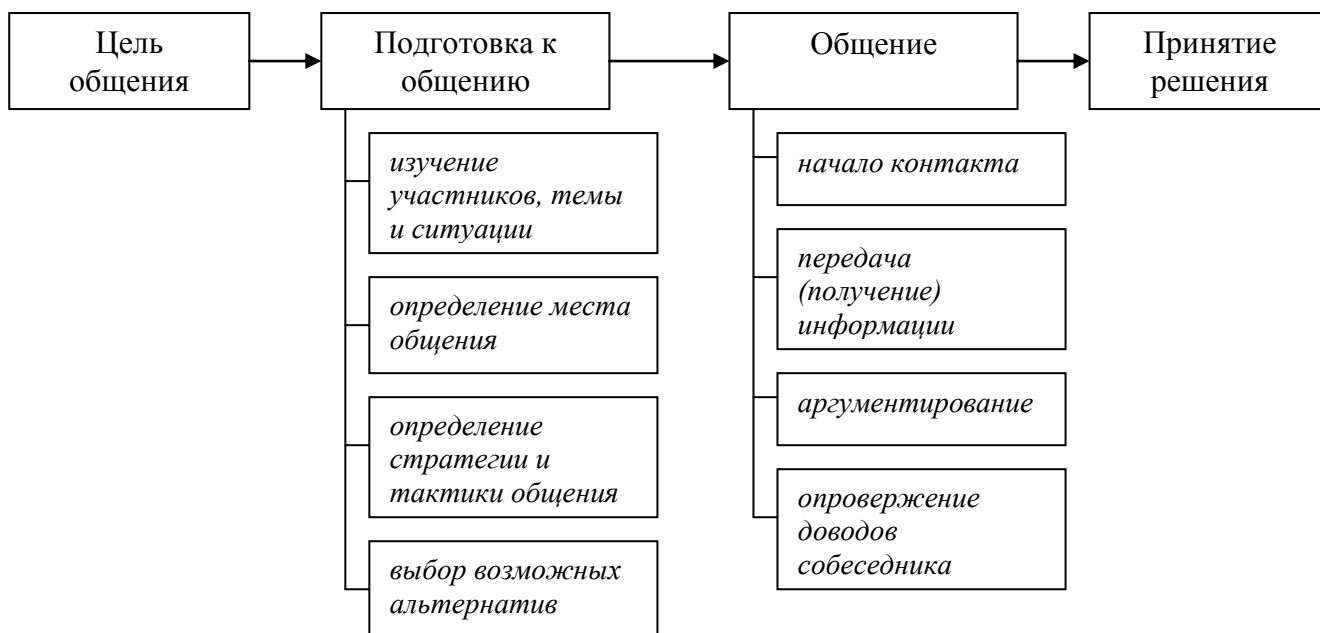 Цель
общения
Подготовка к
общению
Общение
Принятие
решения
изучение
участников, темы
и ситуации
определение места
общения
определение
стратегии и
тактики общения
выбор возможных
альтернатив
начало контакта
передача
(получение)
информации
аргументирование
опровержение
доводов
собеседника